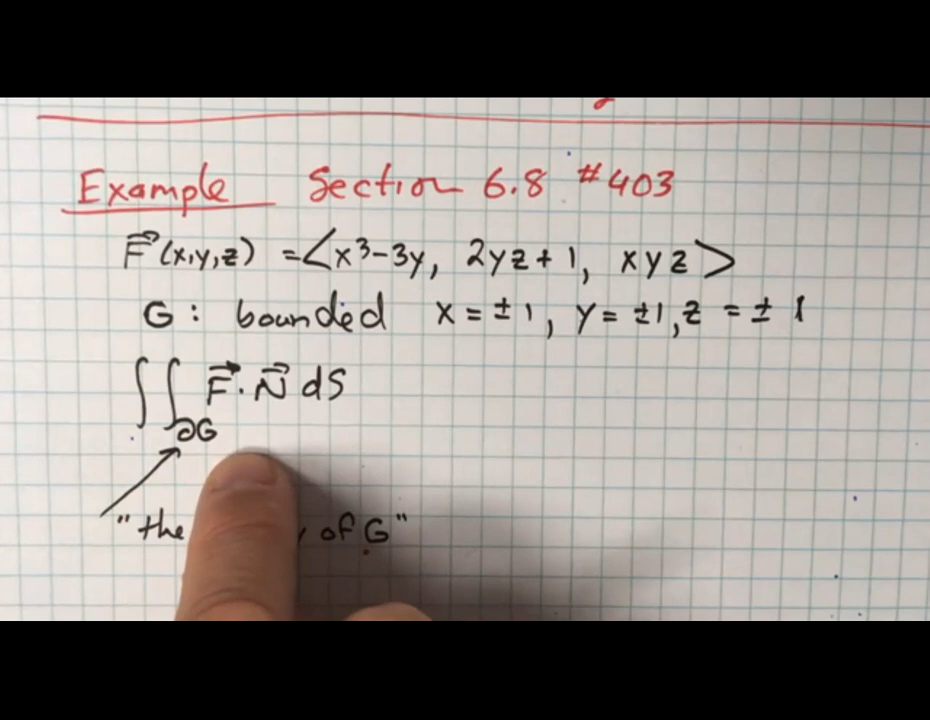 Example Section 6.8 #403
F⃗(x,y,z) = <x³-3y, 2yz+1, xyz>
G: bounded x = ±1, y = ±1, z = ±1
∬_∂G F⃗ · N⃗ dS
"the of G"